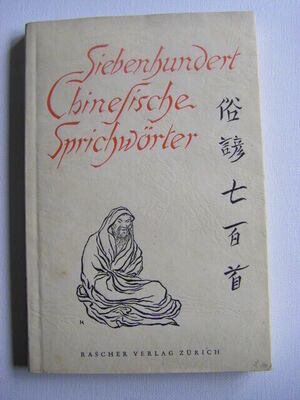 Siebenhundert
Chinesische
Sprichwörter
俗諺七百首
RASCHER VERLAG ZÜRICH